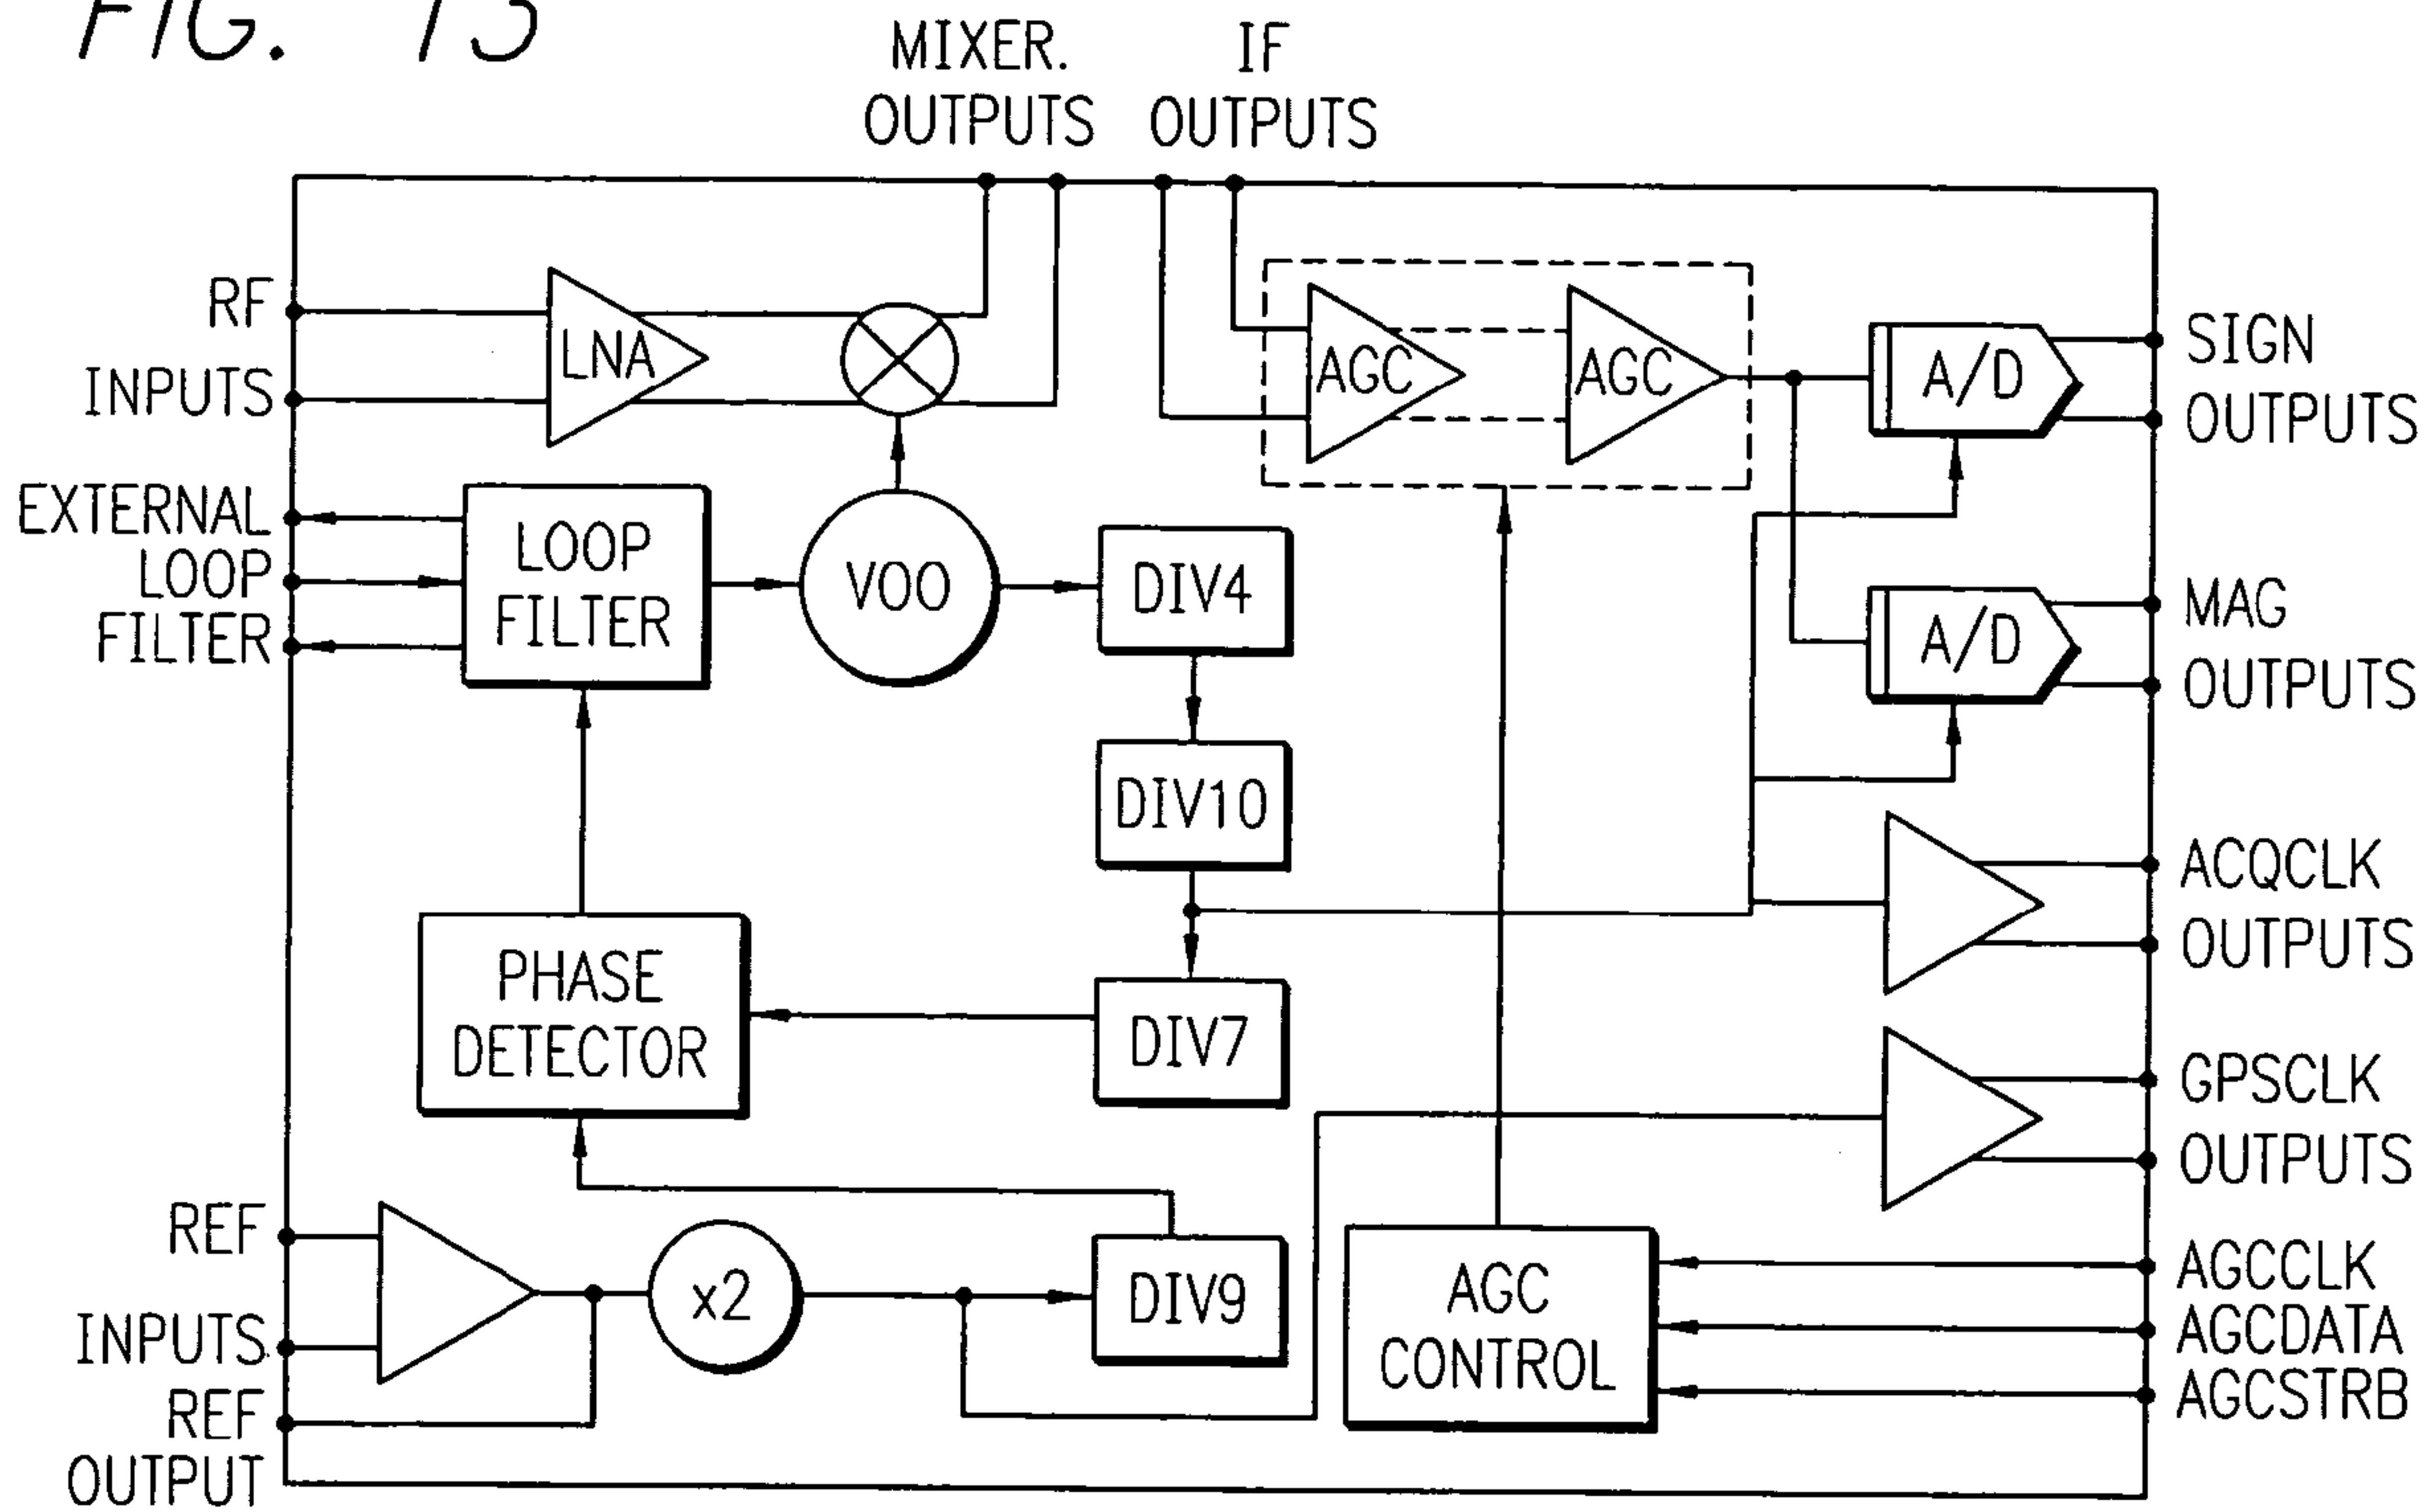 FIG. 13
MIXER.
OUTPUTS
IF
OUTPUTS
RF
INPUTS
LNA
AGC
AGC
A/D
SIGN
OUTPUTS
EXTERNAL
LOOP
FILTER
LOOP
FILTER
VOO
DIV4
A/D
MAG
OUTPUTS
DIV10
ACQCLK
OUTPUTS
PHASE
DETECTOR
DIV7
GPSCLK
OUTPUTS
REF
INPUTS
x2
DIV9
AGC
CONTROL
AGCCLK
AGCDATA
AGCSTRB
REF
OUTPUT